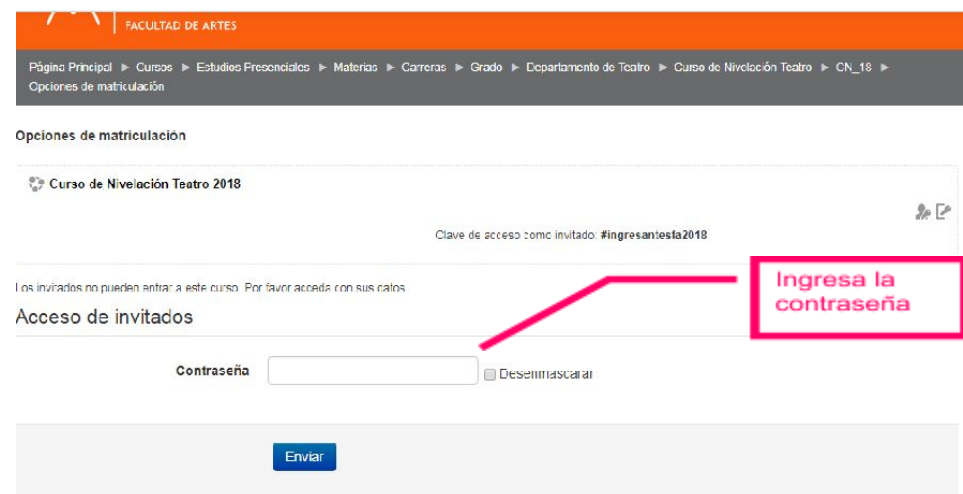 FACULTAD DE ARTES
Página Principal ► Cursos ► Estudios Presenciales ► Materias ► Carreras ► Grado ► Departamento de Teatro ► Curso de Nivelación Teatro ► CN_18 ►
Opciones de matriculación
Opciones de matriculación
Curso de Nivelación Teatro 2018
Clave de acceso como invitado: #ingresantesfa2018
Los invitados no pueden entrar a este curso. Por favor acceda con sus datos.
Ingresa la
contraseña
Acceso de invitados
Contraseña
Desenmascarar
Enviar